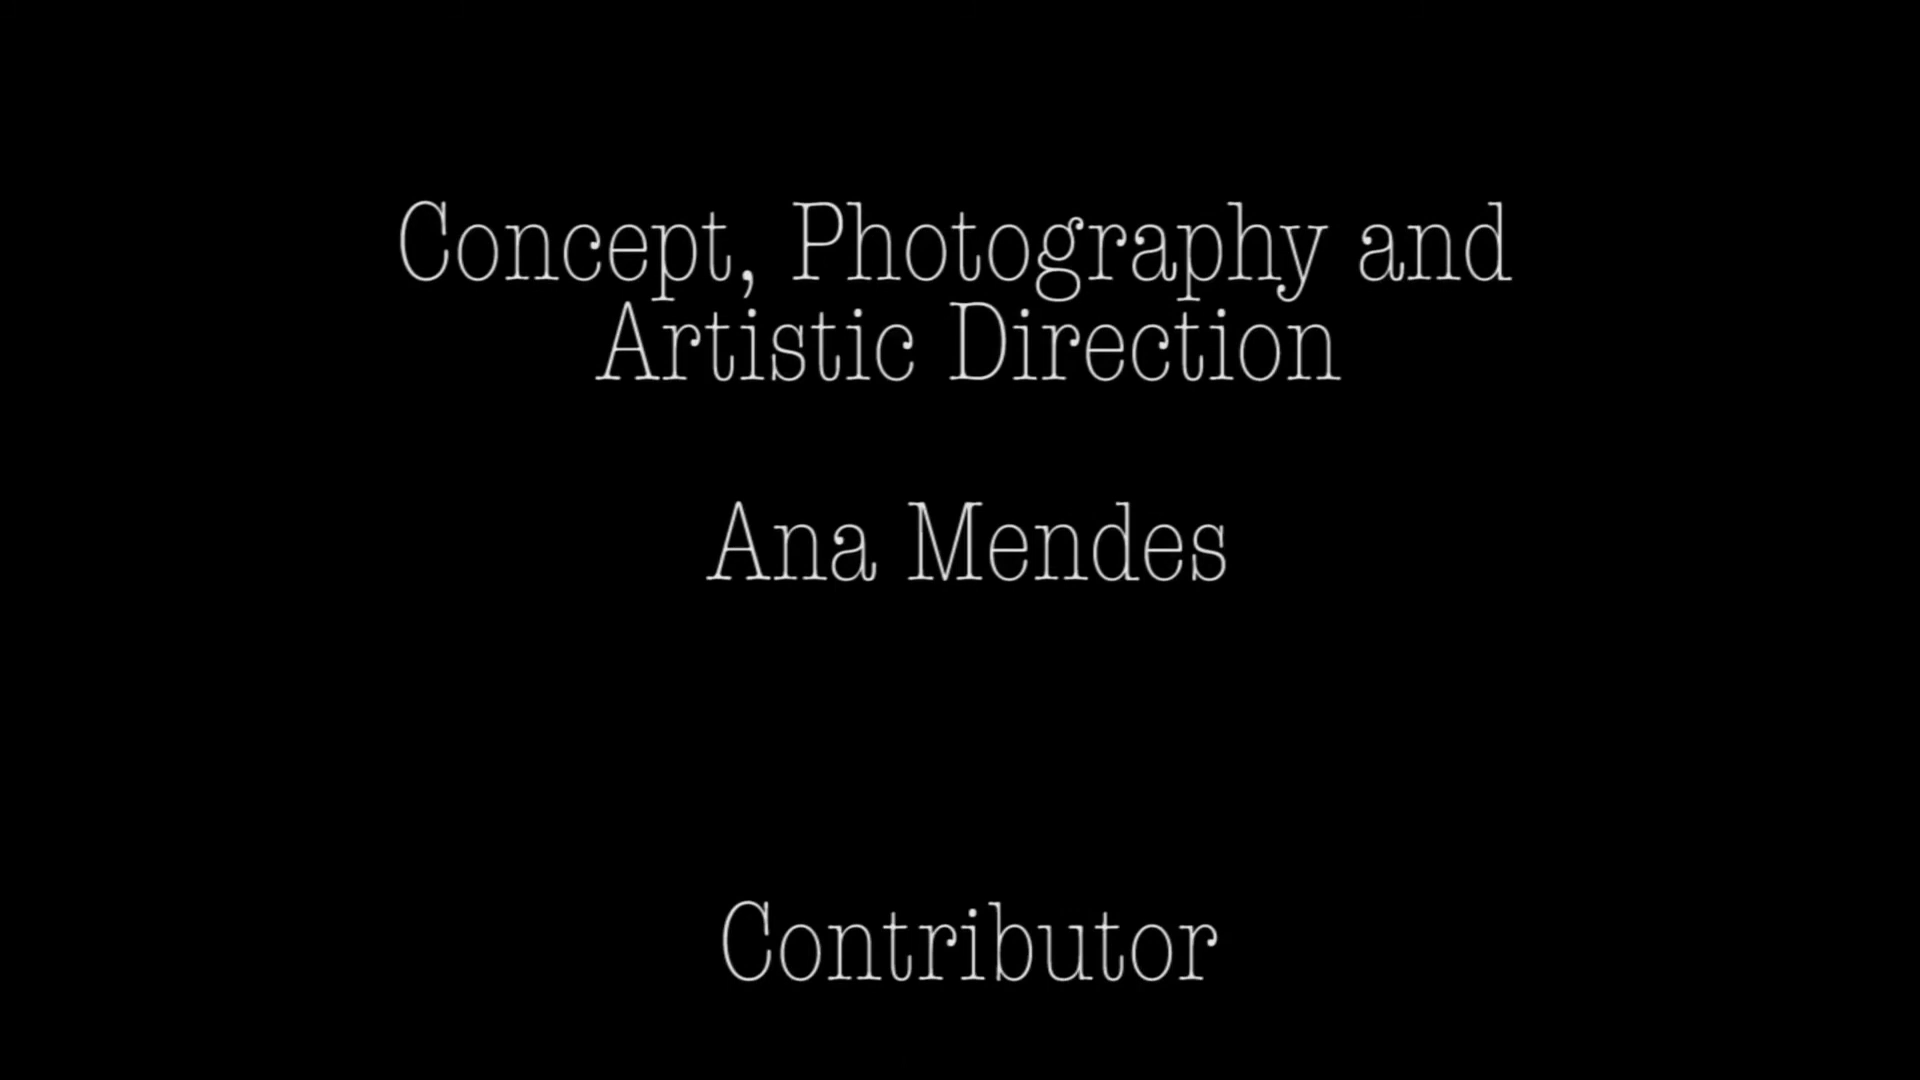 Concept, Photography and
Artistic Direction
Ana Mendes
Contributor